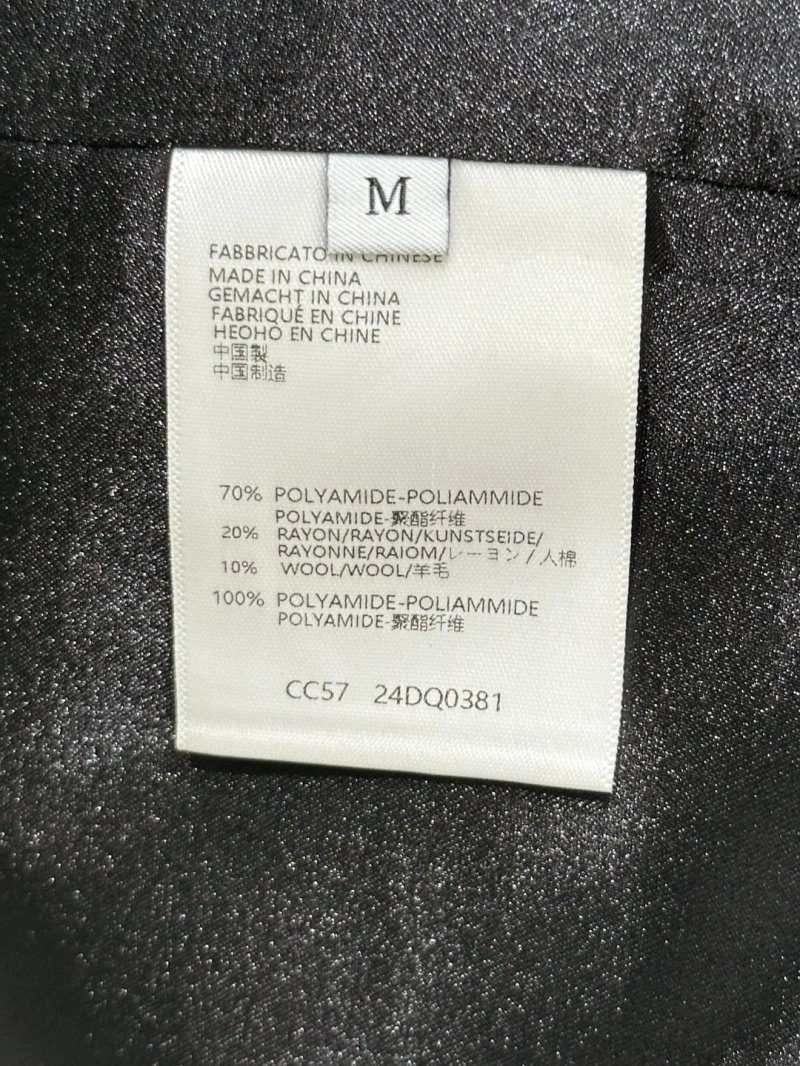 M
FABBRICATO IN CHINESE
MADE IN CHINA
GEMACHT IN CHINA
FABRIQUÉ EN CHINE
HEOHO EN CHINE
中国製
中国制造
70% POLYAMIDE-POLIAMMIDE
POLYAMIDE-聚酯纤维
20% RAYON/RAYON/KUNSTSEIDE/
RAYONNE/RAIOM/レーヨン/人棉
10% WOOL/WOOL/羊毛
100% POLYAMIDE-POLIAMMIDE
POLYAMIDE-聚酯纤维
CC57 24DQ0381